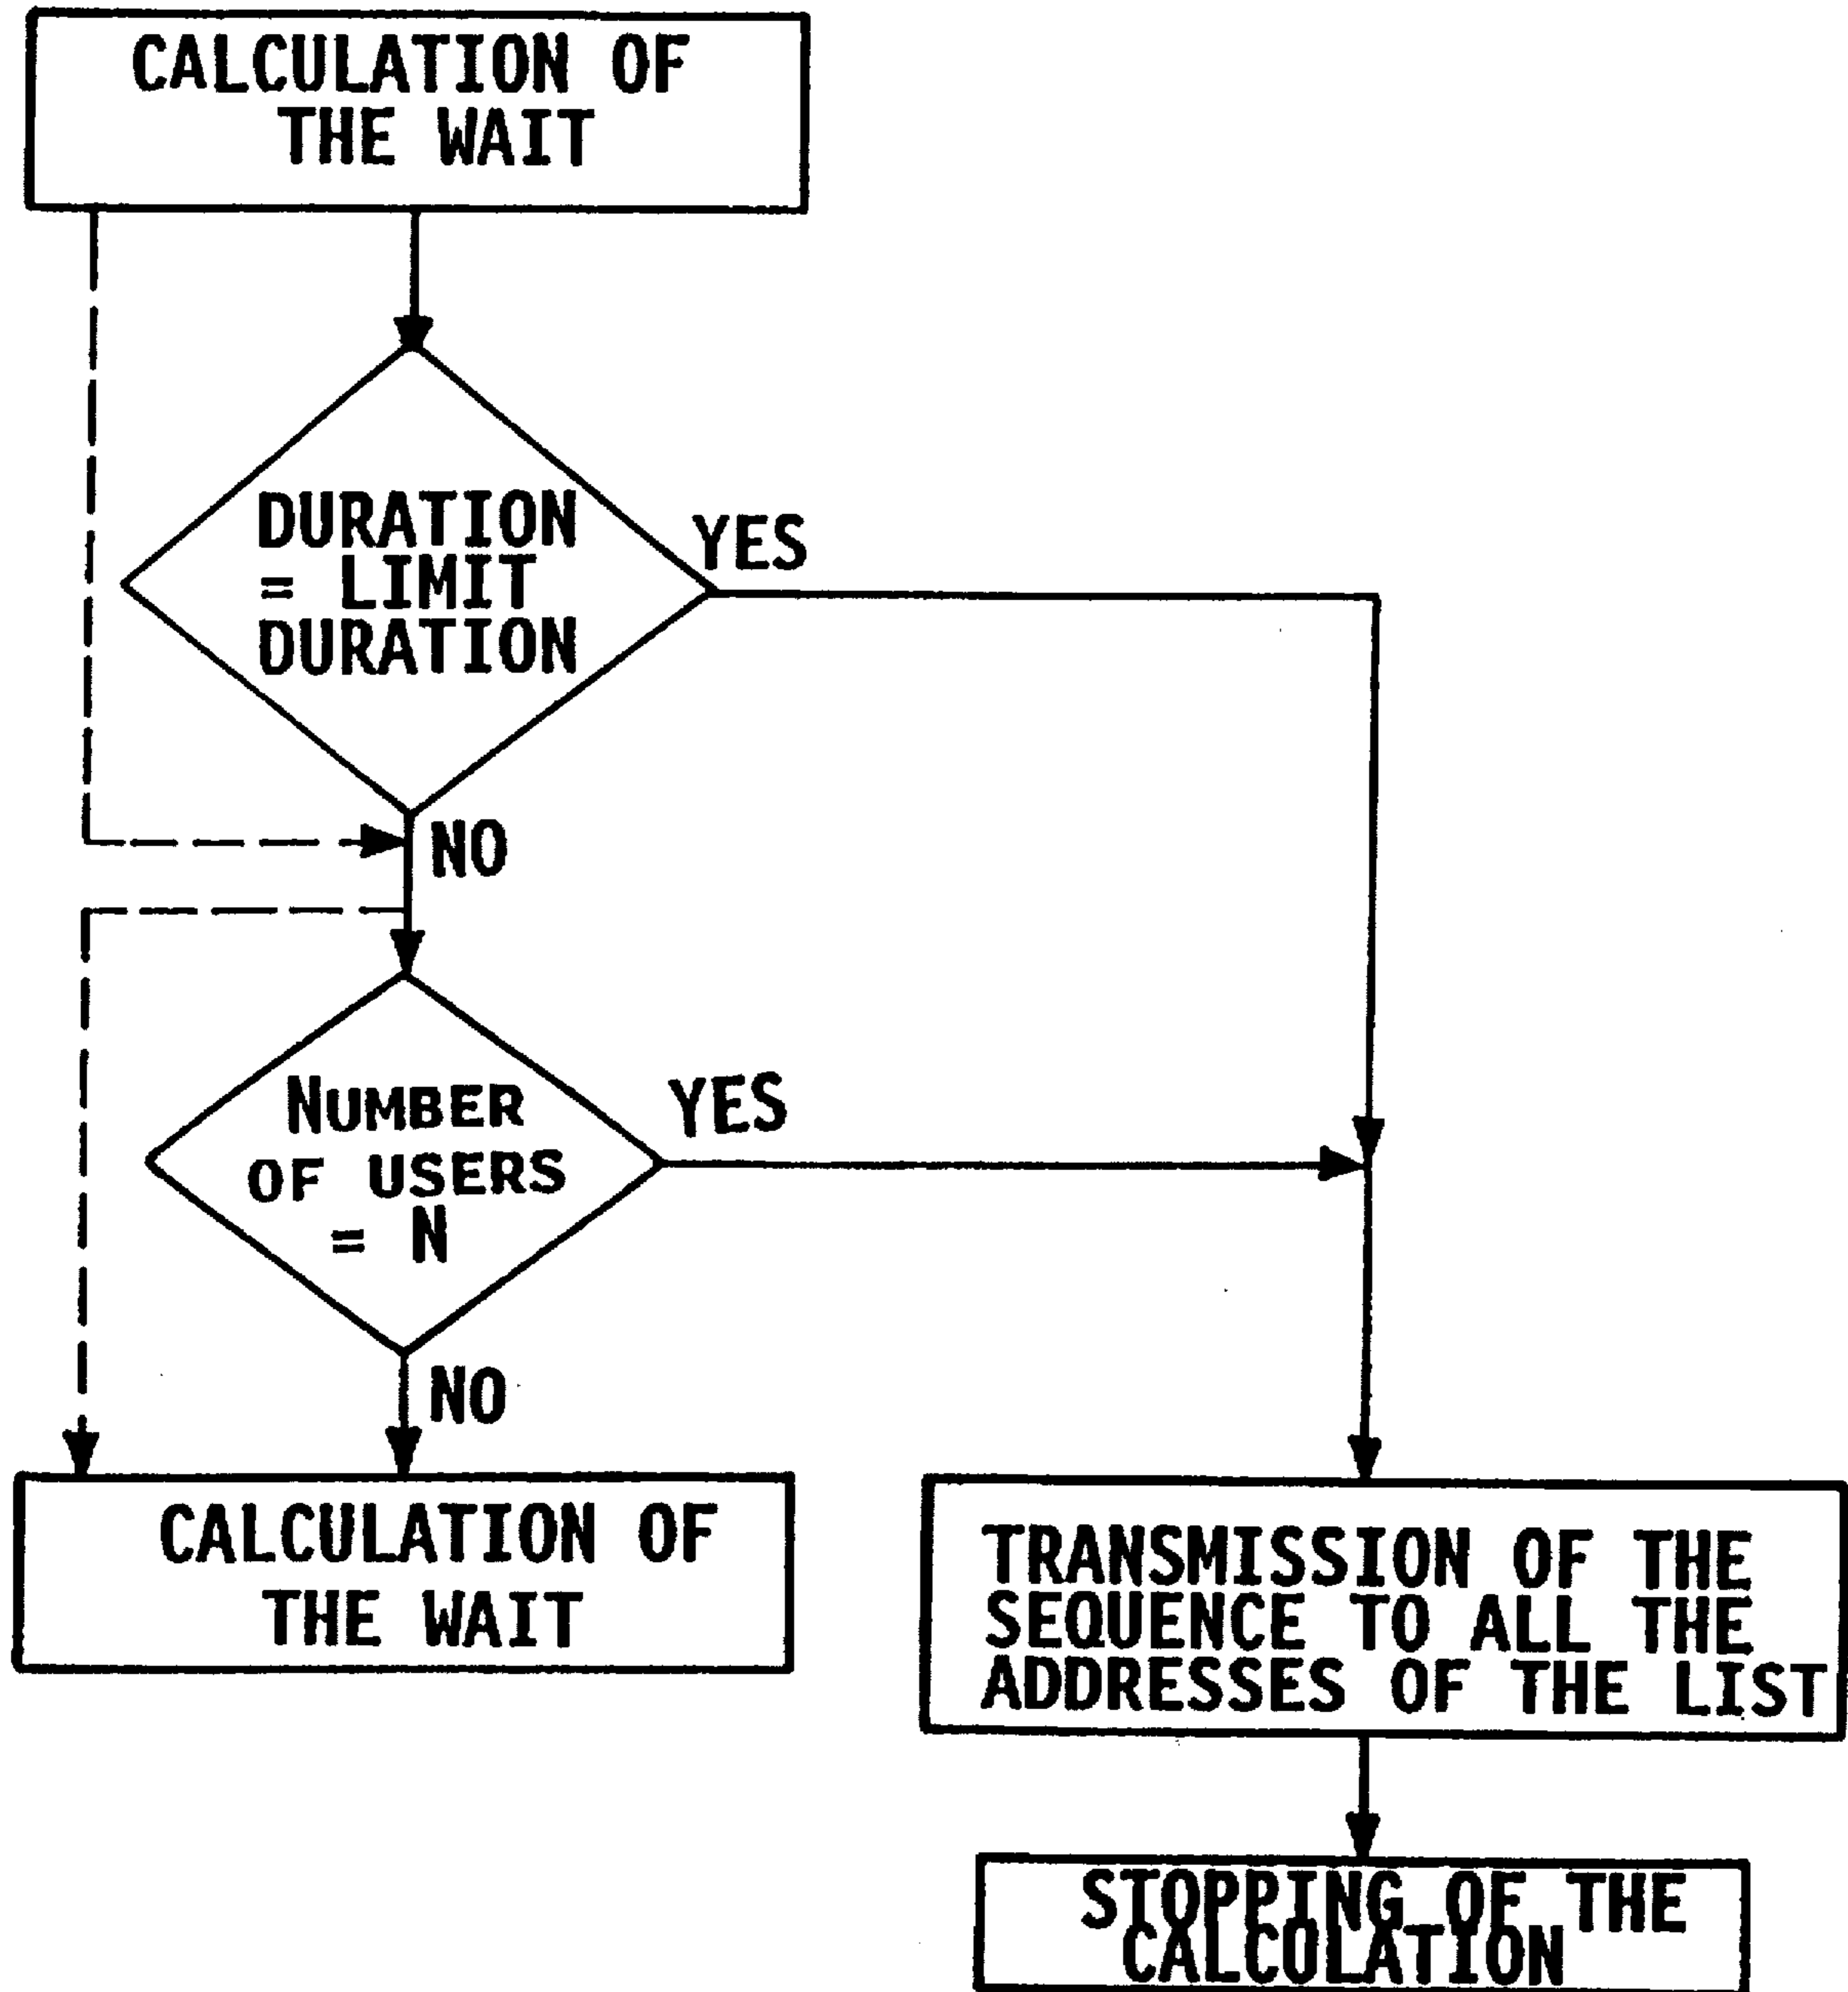 CALCULATION OF
THE WAIT
DURATION
= LIMIT
DURATION
YES
NO
NUMBER
OF USERS
= N
YES
NO
CALCULATION OF
THE WAIT
TRANSMISSION OF THE
SEQUENCE TO ALL THE
ADDRESSES OF THE LIST
STOPPING OF THE
CALCULATION